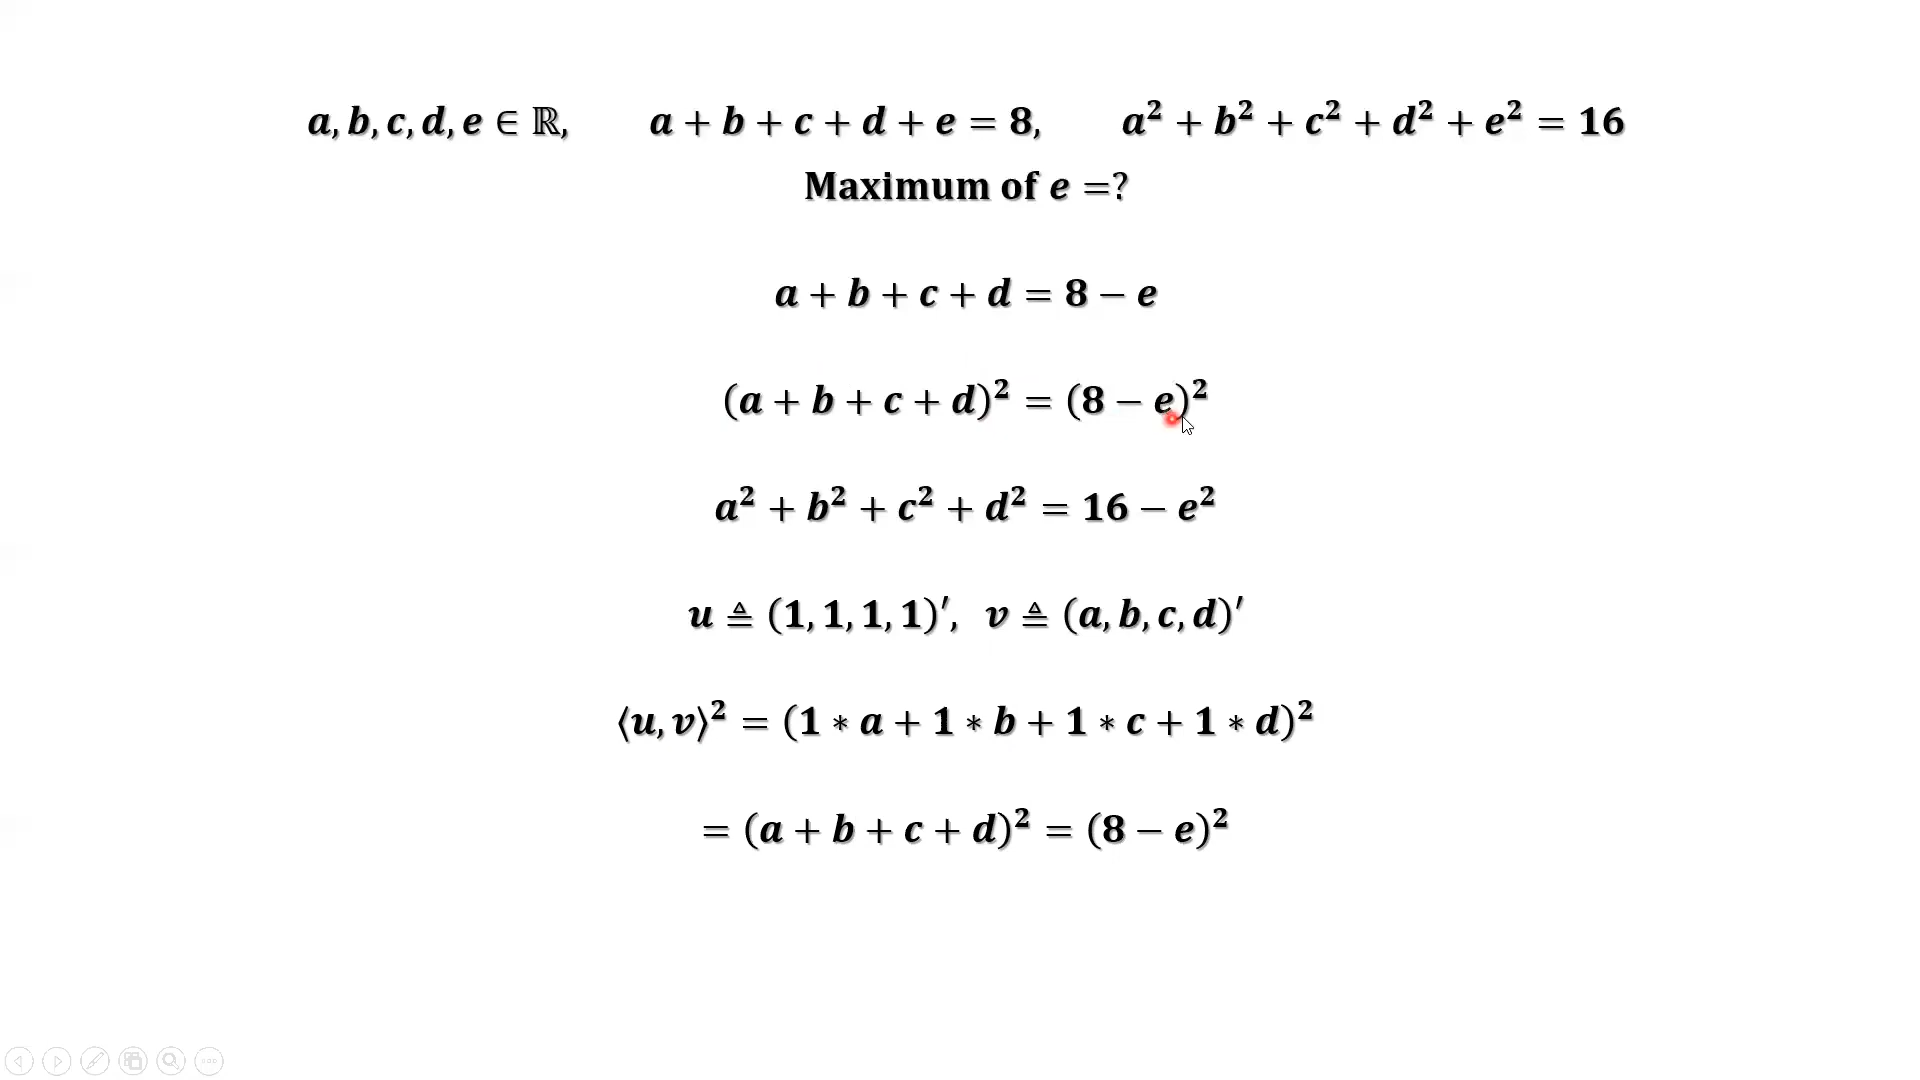 a, b, c, d, e ∈ ℝ, a + b + c + d + e = 8, a² + b² + c² + d² + e² = 16
Maximum of e =?
a + b + c + d = 8 − e
(a + b + c + d)² = (8 − e)²
a² + b² + c² + d² = 16 − e²
u ≜ (1, 1, 1, 1)′, v ≜ (a, b, c, d)′
⟨u, v⟩² = (1 ∗ a + 1 ∗ b + 1 ∗ c + 1 ∗ d)²
= (a + b + c + d)² = (8 − e)²